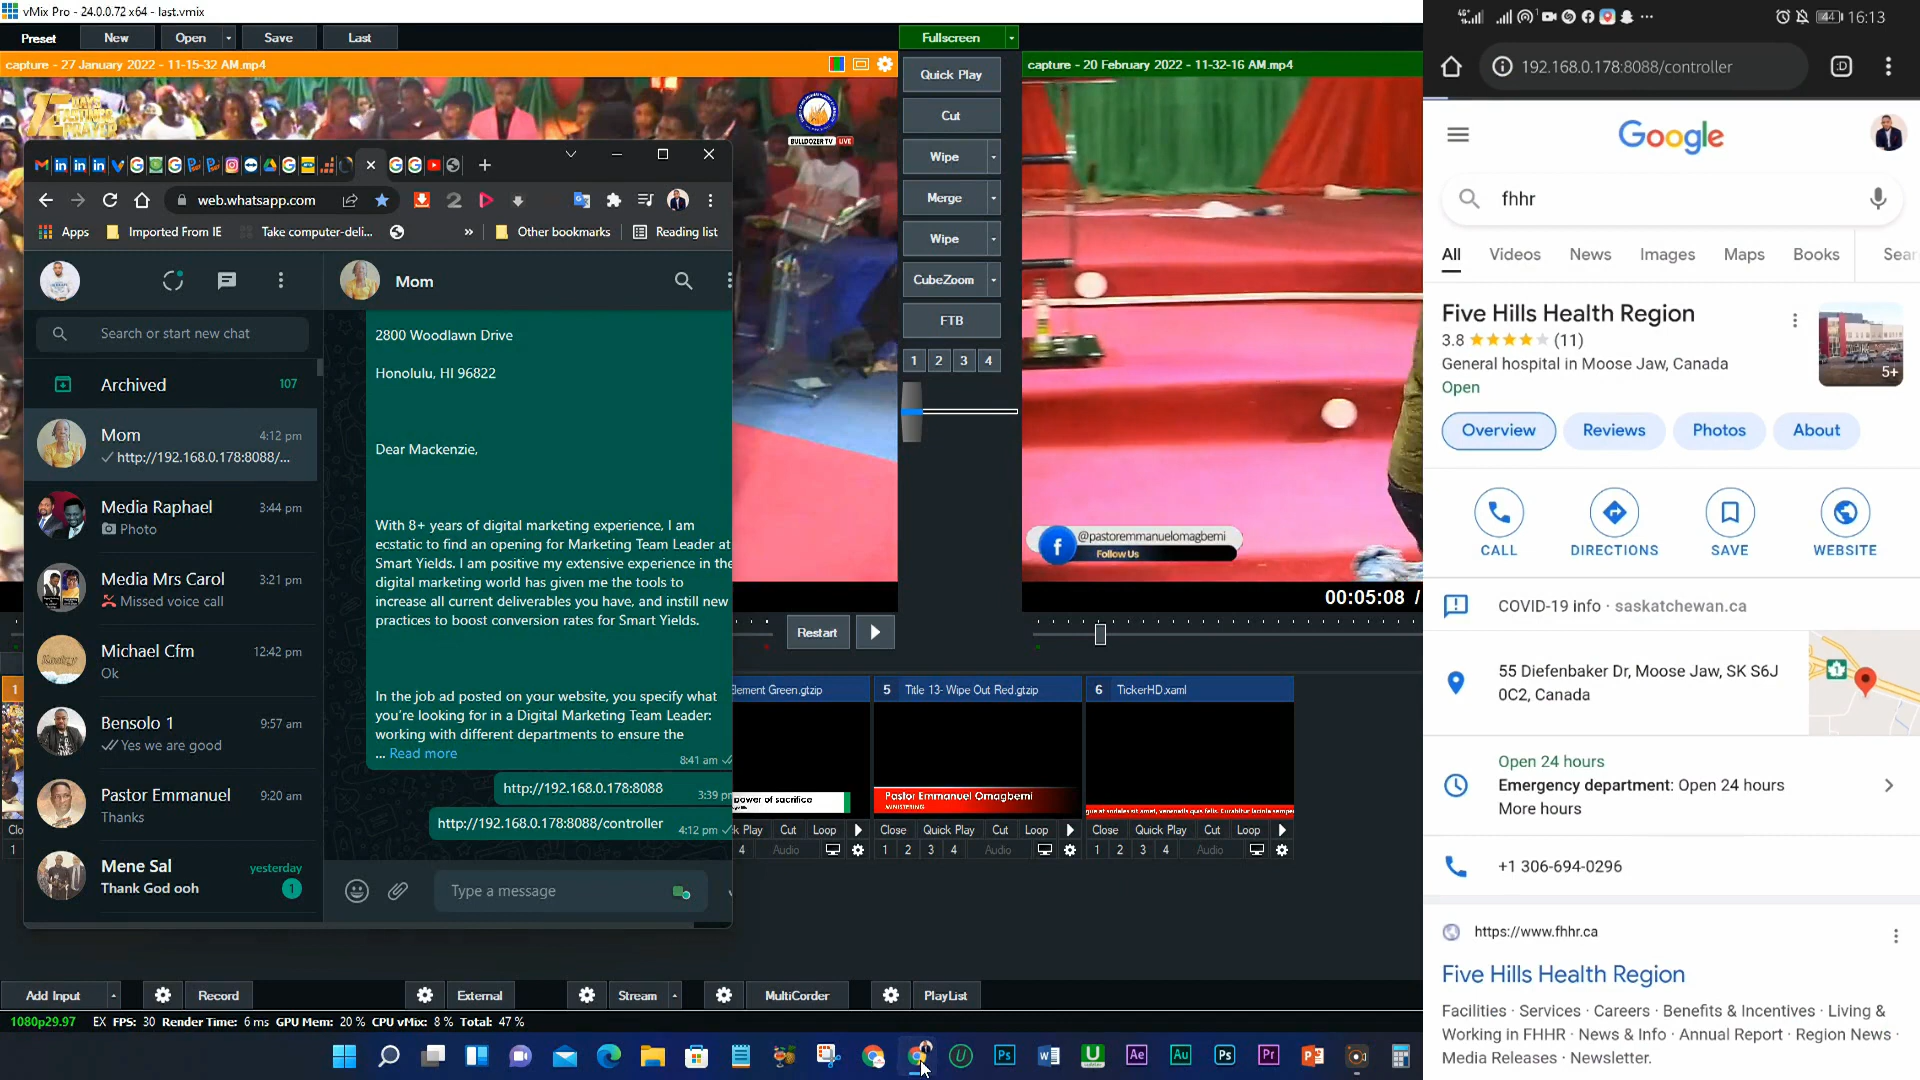 vMix Pro - 24.0.0.72 x64 - last.vmix
Preset
New
Open
Save
Last
Fullscreen
capture - 27 January 2022 - 11-15-32 AM.mp4
Quick Play
Cut
Wipe
Merge
Wipe
CubeZoom
FTB
1 2 3 4
capture - 20 February 2022 - 11-32-16 AM.mp4
DAYS
BULLDOZER TV LIVE
@pastoremmanuelomagbemi
Follow Us
00:05:08 /
Restart
web.whatsapp.com
Apps
Imported From IE
Take computer-deli...
»
Other bookmarks
Reading list
Mom
Search or start new chat
Archived
107
Mom
4:12 pm
http://192.168.0.178:8088/...
Media Raphael
3:44 pm
Photo
Media Mrs Carol
3:21 pm
Missed voice call
Michael Cfm
12:42 pm
Ok
Bensolo 1
9:57 am
Yes we are good
Pastor Emmanuel
9:20 am
Thanks
Mene Sal
yesterday
Thank God ooh
1
2800 Woodlawn Drive
Honolulu, HI 96822
Dear Mackenzie,
With 8+ years of digital marketing experience, I am
ecstatic to find an opening for Marketing Team Leader at
Smart Yields. I am positive my extensive experience in the
digital marketing world has given me the tools to
increase all current deliverables you have, and instill new
practices to boost conversion rates for Smart Yields.
In the job ad posted on your website, you specify what
you're looking for in a Digital Marketing Team Leader:
working with different departments to ensure the
... Read more
8:41 am
http://192.168.0.178:8088
3:39 pm
http://192.168.0.178:8088/controller
4:12 pm
Type a message
1
lement Green.gtzip
5 Title 13- Wipe Out Red.gtzip
6 TickerHD.xaml
power of sacrifice
Pastor Emmanuel Omagbemi
MINISTERING
Play Cut Loop
Close Quick Play Cut Loop
Close Quick Play Cut Loop
4 Audio
1 2 3 4 Audio
1 2 3 4 Audio
Add Input
Record
External
Stream
MultiCorder
PlayList
1080p29.97 EX FPS: 30 Render Time: 6 ms GPU Mem: 20 % CPU vMix: 8 % Total: 47 %
Ps
Ae
Au
Ps
Pr
16:13
44
192.168.0.178:8088/controller
:D
Google
fhhr
All
Videos
News
Images
Maps
Books
Sear
Five Hills Health Region
3.8
(11)
General hospital in Moose Jaw, Canada
Open
5+
Overview
Reviews
Photos
About
CALL
DIRECTIONS
SAVE
WEBSITE
COVID-19 info · saskatchewan.ca
55 Diefenbaker Dr, Moose Jaw, SK S6J
0C2, Canada
Open 24 hours
Emergency department: Open 24 hours
More hours
+1 306-694-0296
https://www.fhhr.ca
Five Hills Health Region
Facilities · Services · Careers · Benefits & Incentives · Living &
Working in FHHR · News & Info · Annual Report · Region News ·
Media Releases · Newsletter.